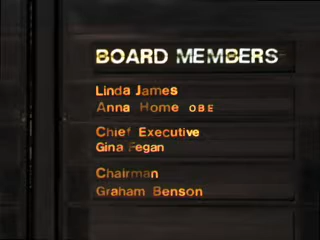 BOARD MEMBERS
Linda James
Anna Home OBE
Chief Executive
Gina Fegan
Chairman
Graham Benson